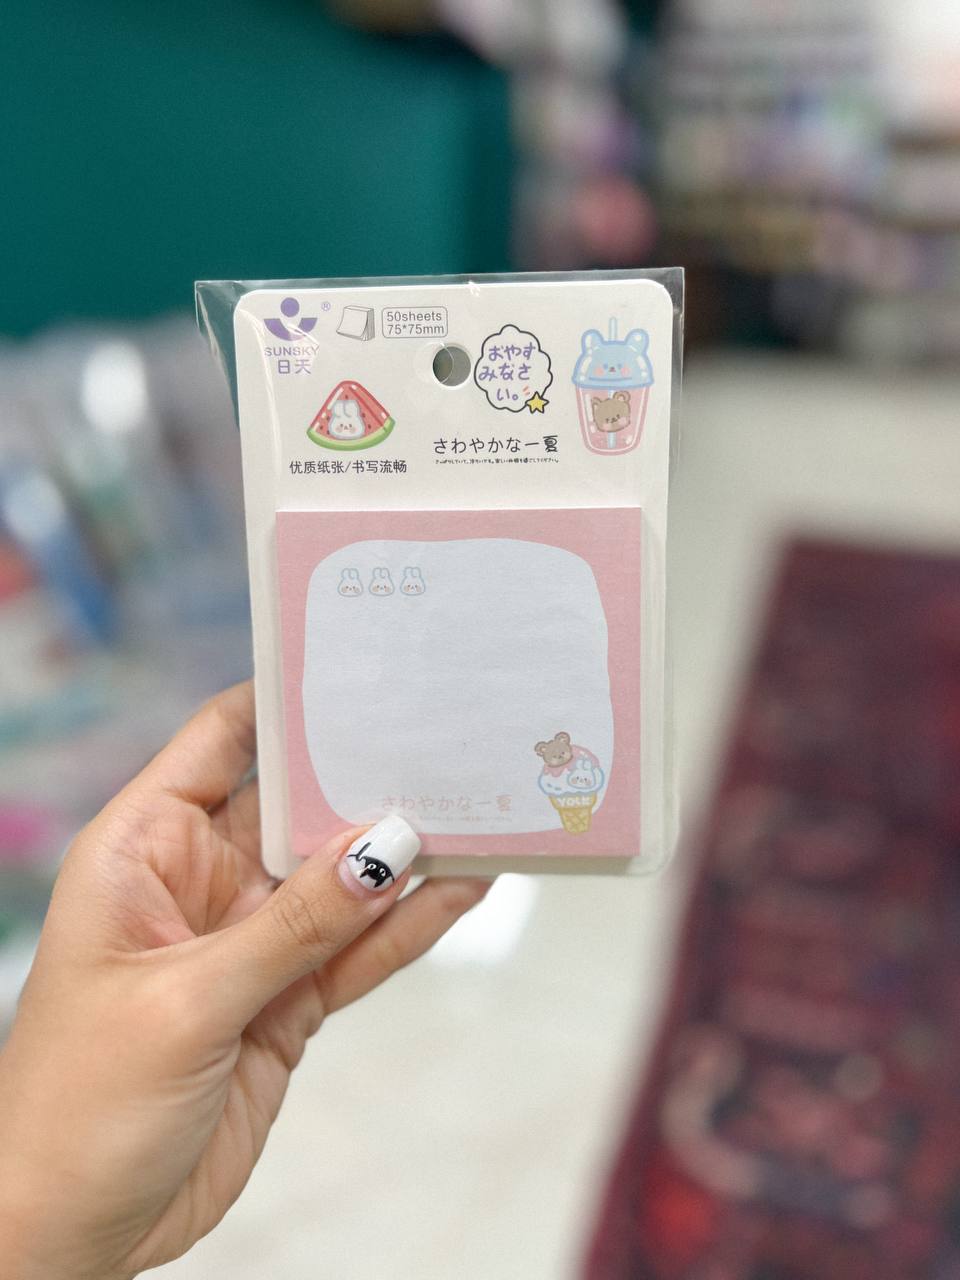 SUNSKY
日天
®
50sheets
75*75mm
おやす
みなさ
い。
さわやかな一夏
优质纸张/书写流畅
さわやかな一夏
YOLK